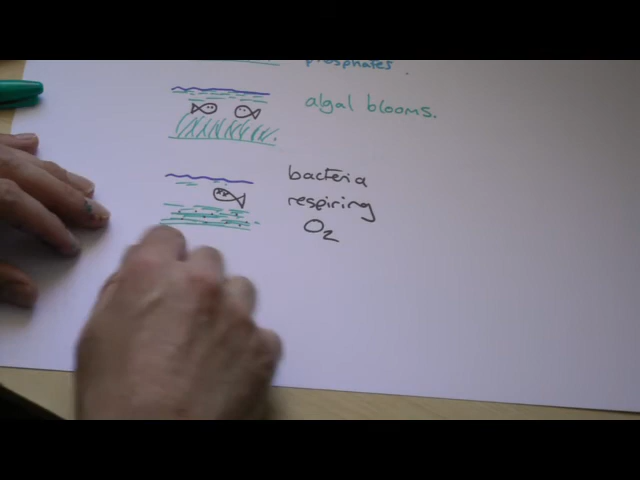 phosphates.
algal blooms.
bacteria
respiring
O₂